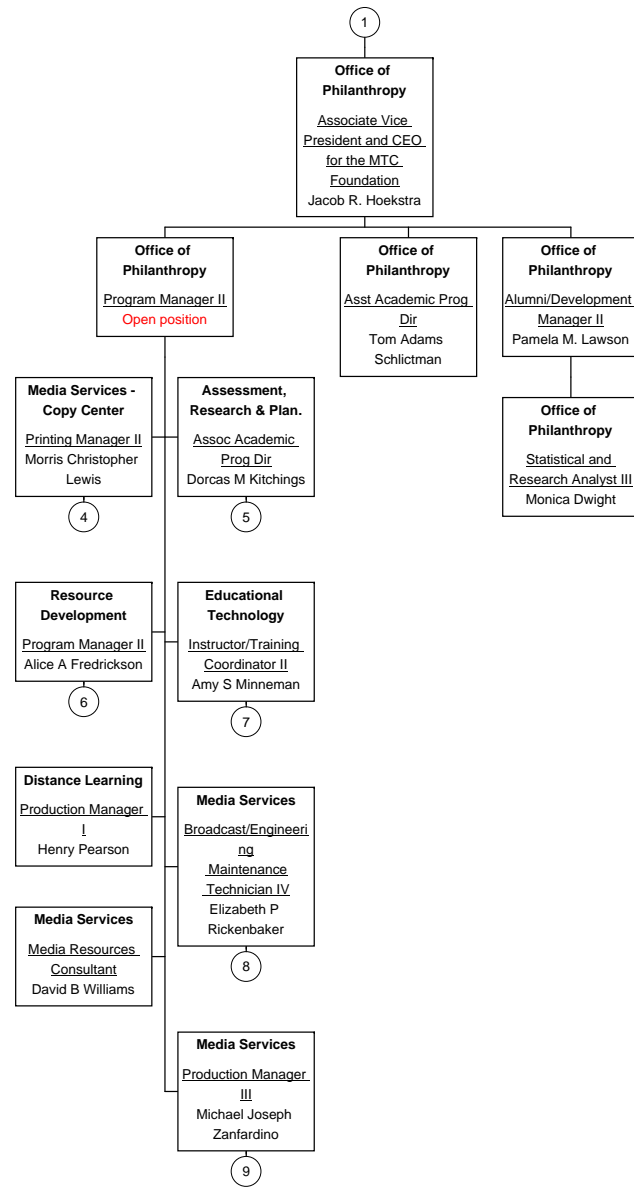 1
Office of
Philanthropy
Associate Vice
President and CEO
for the MTC
Foundation
Jacob R. Hoekstra
Office of
Philanthropy
Program Manager II
Open position
Office of
Philanthropy
Asst Academic Prog
Dir
Tom Adams
Schlictman
Office of
Philanthropy
Alumni/Development
Manager II
Pamela M. Lawson
Media Services -
Copy Center
Printing Manager II
Morris Christopher
Lewis
4
Assessment,
Research & Plan.
Assoc Academic
Prog Dir
Dorcas M Kitchings
5
Office of
Philanthropy
Statistical and
Research Analyst III
Monica Dwight
Resource
Development
Program Manager II
Alice A Fredrickson
6
Educational
Technology
Instructor/Training
Coordinator II
Amy S Minneman
7
Distance Learning
Production Manager
I
Henry Pearson
Media Services
Broadcast/Engineeri
ng
Maintenance
Technician IV
Elizabeth P
Rickenbaker
8
Media Services
Media Resources
Consultant
David B Williams
Media Services
Production Manager
III
Michael Joseph
Zanfardino
9